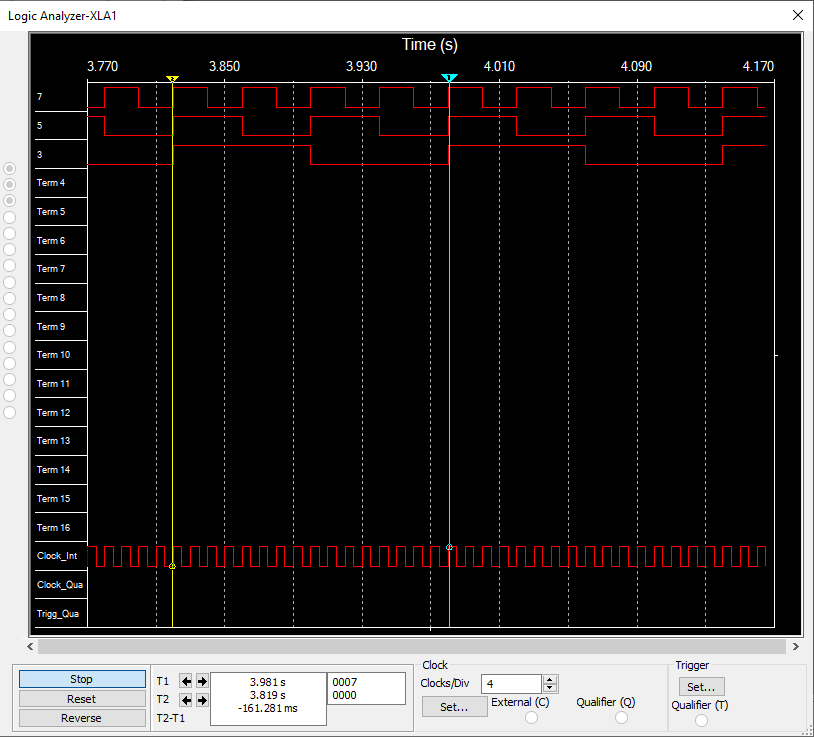 Logic Analyzer-XLA1
Time (s)
3.770 3.850 3.930 4.010 4.090 4.170
7
5
3
Term 4
Term 5
Term 6
Term 7
Term 8
Term 9
Term 10
Term 11
Term 12
Term 13
Term 14
Term 15
Term 16
Clock_Int
Clock_Qua
Trigg_Qua
Stop
Reset
Reverse
T1
T2
T2-T1
3.981 s
3.819 s
-161.281 ms
0007
0000
Clock
Clocks/Div 4
Set... External (C) Qualifier (Q)
Trigger
Set...
Qualifier (T)